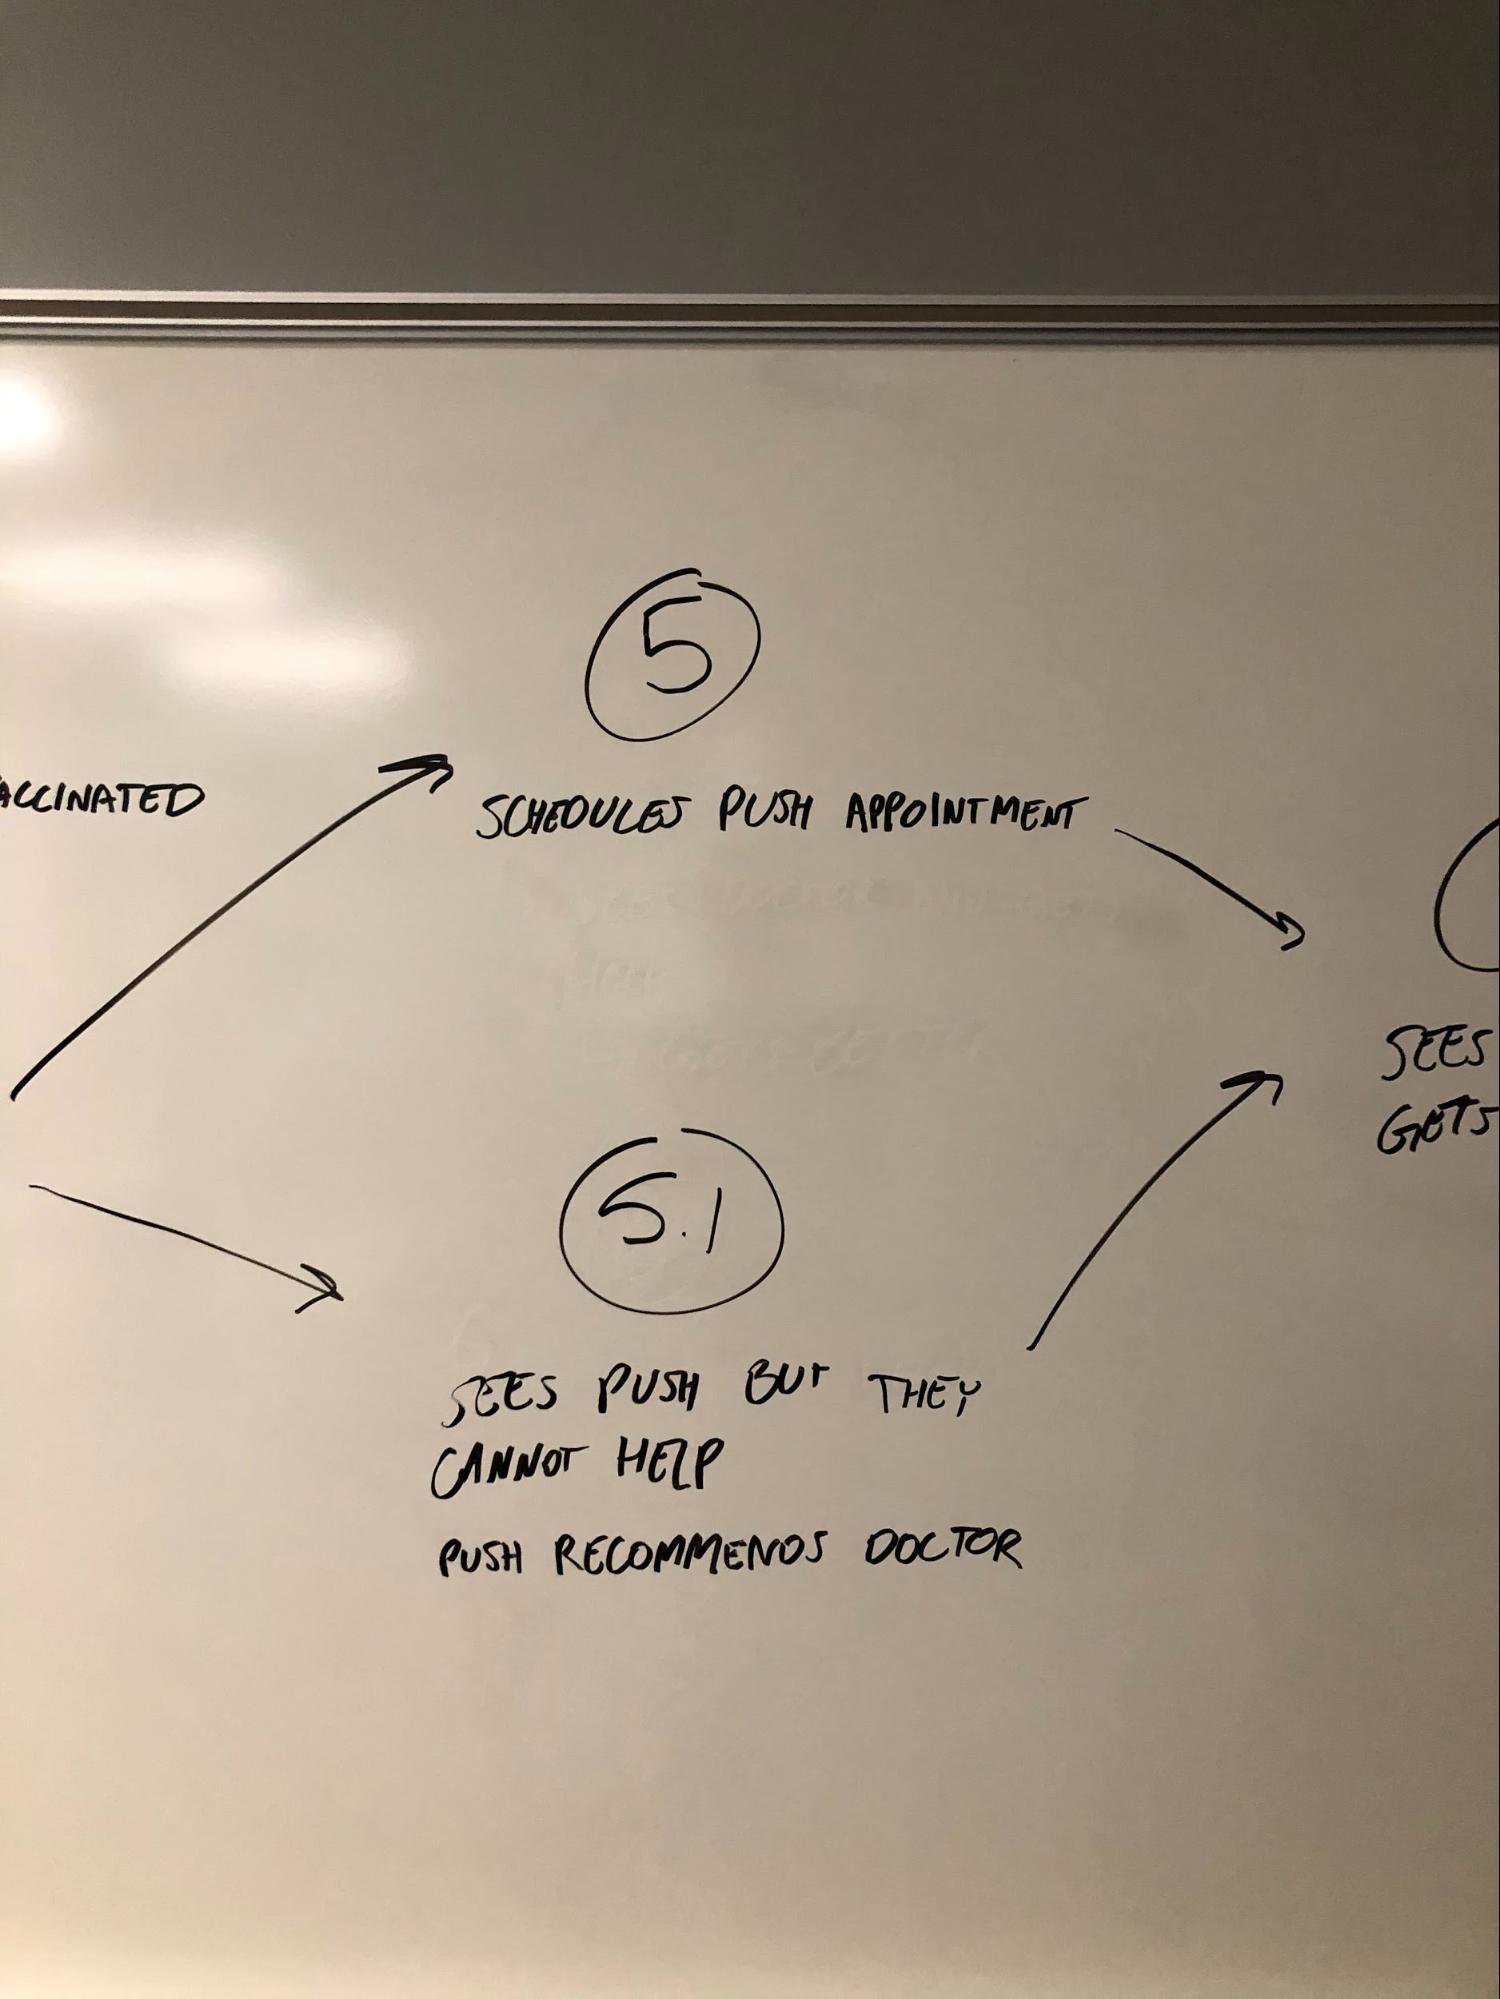 ACCINATED
5
SCHEDULES PUSH APPOINTMENT
5.1
SEES PUSH BUT THEY
CANNOT HELP
PUSH RECOMMENDS DOCTOR
SEES
GETS